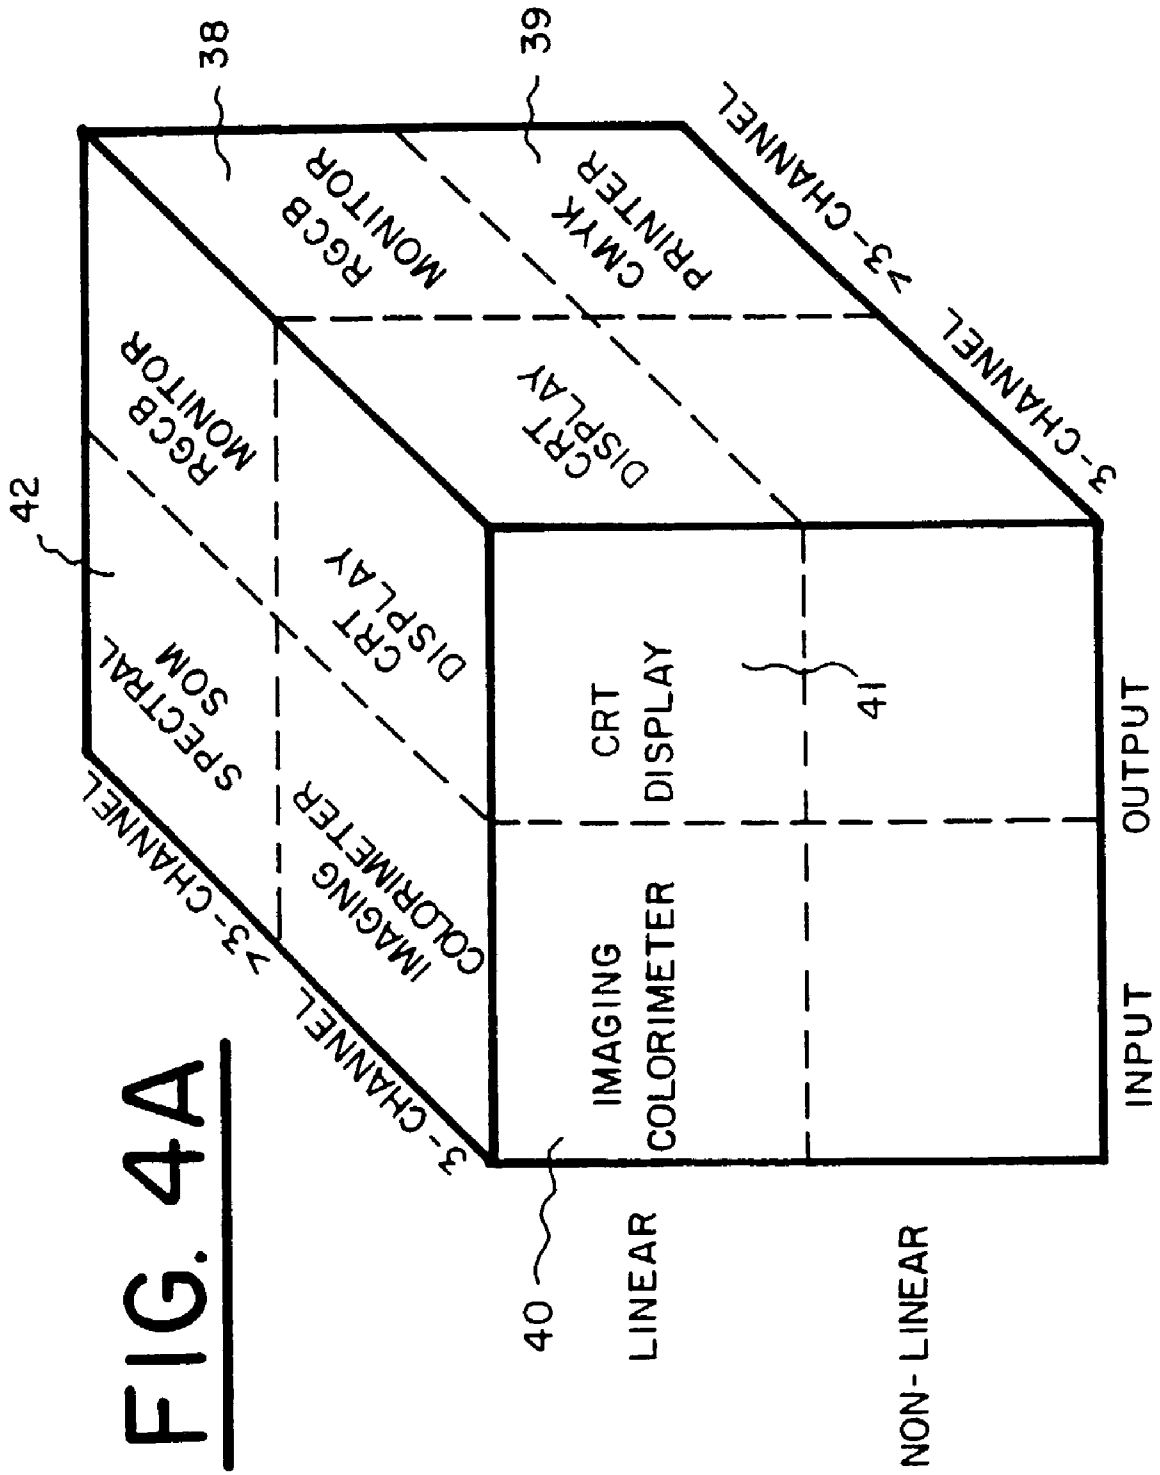 FIG. 4A
42
38
39
40
41
>3-CHANNEL
3-CHANNEL
SPECTRAL
SOM
RGCB
MONITOR
IMAGING
COLORIMETER
CRT
DISPLAY
RGCB
MONITOR
CMYK
PRINTER
CRT
DISPLAY
IMAGING
COLORIMETER
CRT
DISPLAY
LINEAR
NON-LINEAR
INPUT
OUTPUT
3-CHANNEL
>3-CHANNEL